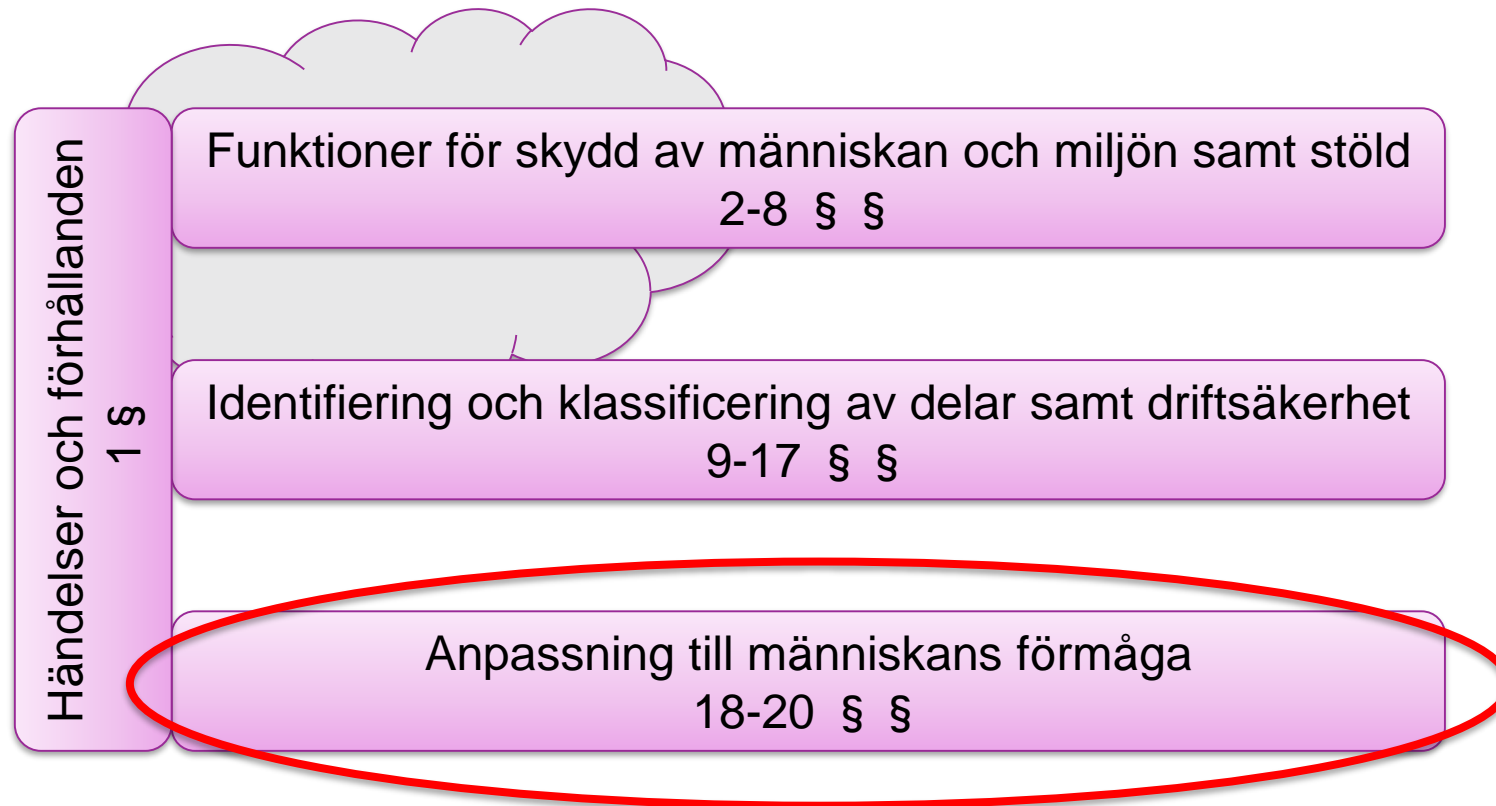 Händelser och förhållanden
1 §
Funktioner för skydd av människan och miljön samt stöld
2-8 § §
Identifiering och klassificering av delar samt driftsäkerhet
9-17 § §
Anpassning till människans förmåga
18-20 § §